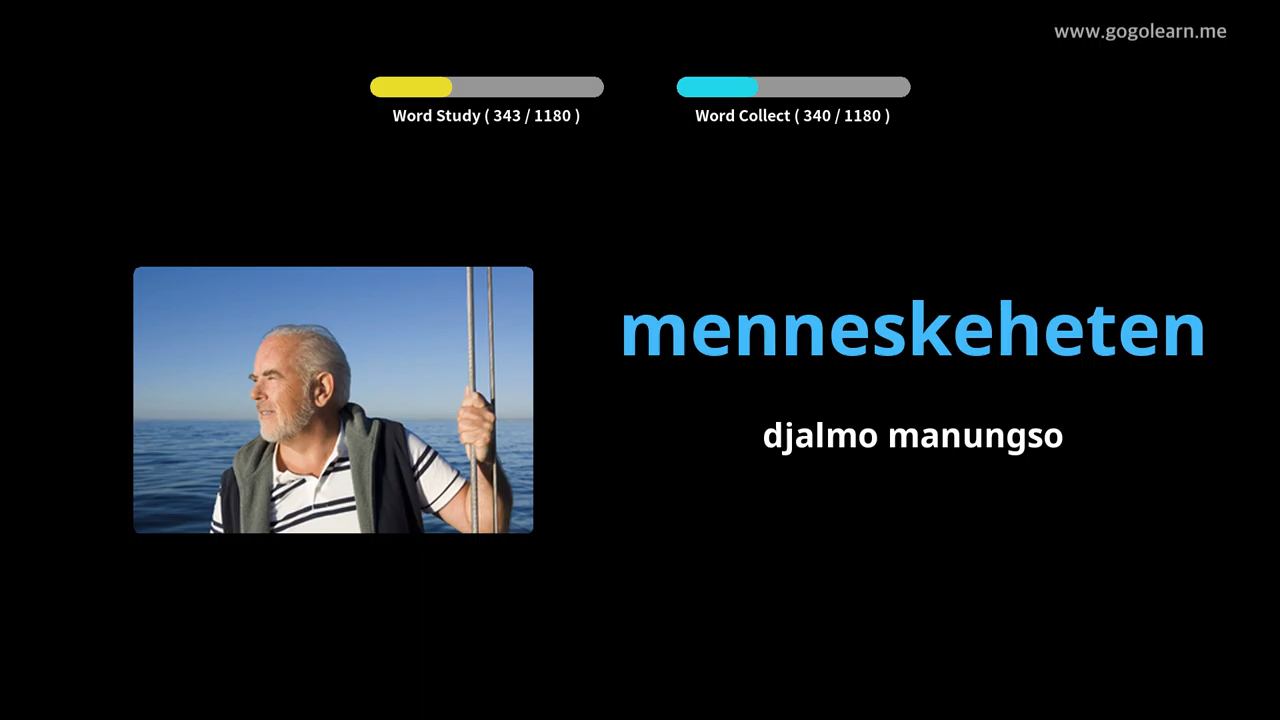 www.gogolearn.me
Word Study ( 343 / 1180 )
Word Collect ( 340 / 1180 )
menneskeheten
djalmo manungso